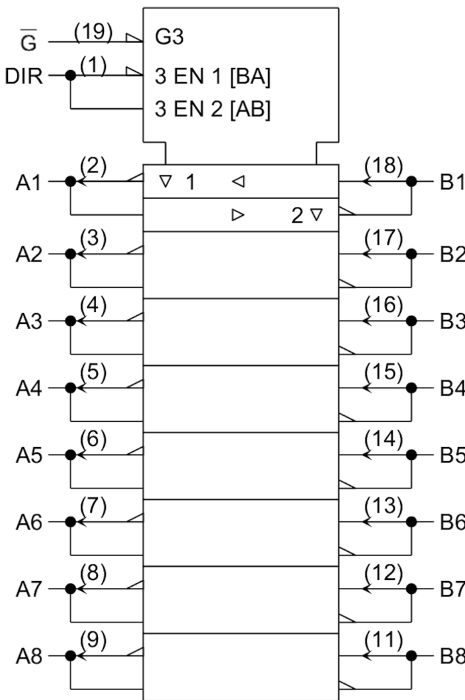 G̅ (19) G3
DIR (1) 3 EN 1 [BA]
3 EN 2 [AB]
A1 (2) ▽ 1 ◁ (18) B1
▷ 2 ▽
A2 (3) (17) B2
A3 (4) (16) B3
A4 (5) (15) B4
A5 (6) (14) B5
A6 (7) (13) B6
A7 (8) (12) B7
A8 (9) (11) B8